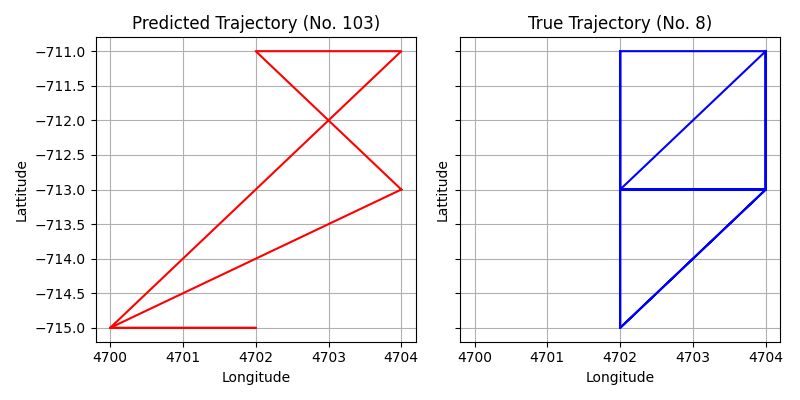 Predicted Trajectory (No. 103)
True Trajectory (No. 8)
−711.0
−711.5
−712.0
−712.5
−713.0
−713.5
−714.0
−714.5
−715.0
Lattitude
Lattitude
4700 4701 4702 4703 4704
4700 4701 4702 4703 4704
Longitude
Longitude